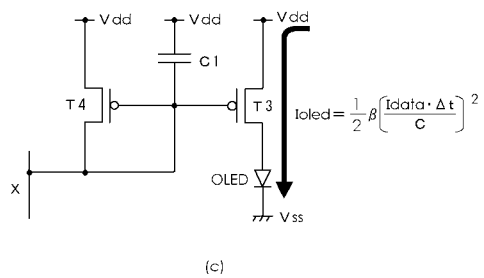 Vdd Vdd Vdd
C1
T4 T3
Ioled = 1/2 β [Idata · Δt / C]²
OLED
X
Vss
(c)